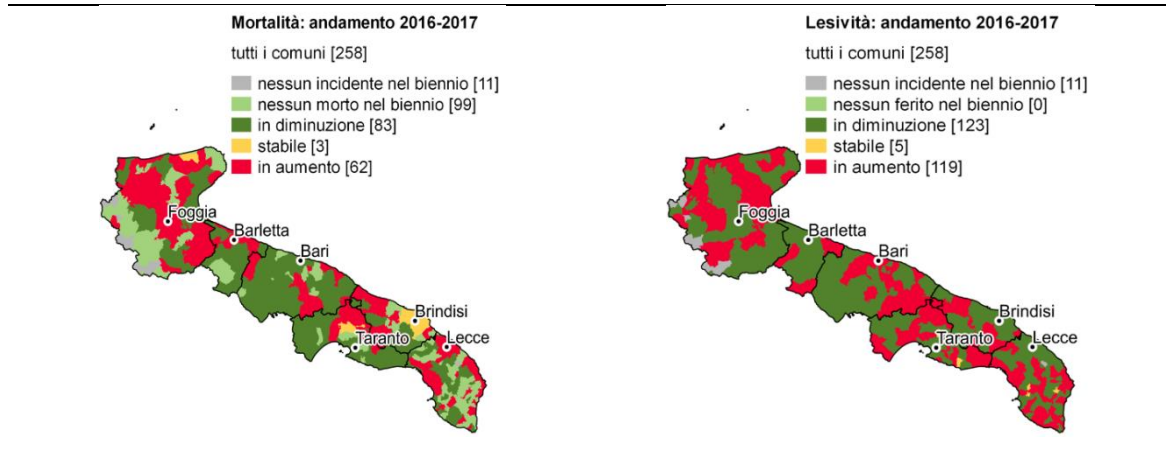 Mortalità: andamento 2016-2017
tutti i comuni [258]
nessun incidente nel biennio [11]
nessun morto nel biennio [99]
in diminuzione [83]
stabile [3]
in aumento [62]
Foggia
Barletta
Bari
Brindisi
Taranto
Lecce
Lesività: andamento 2016-2017
tutti i comuni [258]
nessun incidente nel biennio [11]
nessun ferito nel biennio [0]
in diminuzione [123]
stabile [5]
in aumento [119]
Foggia
Barletta
Bari
Brindisi
Taranto
Lecce